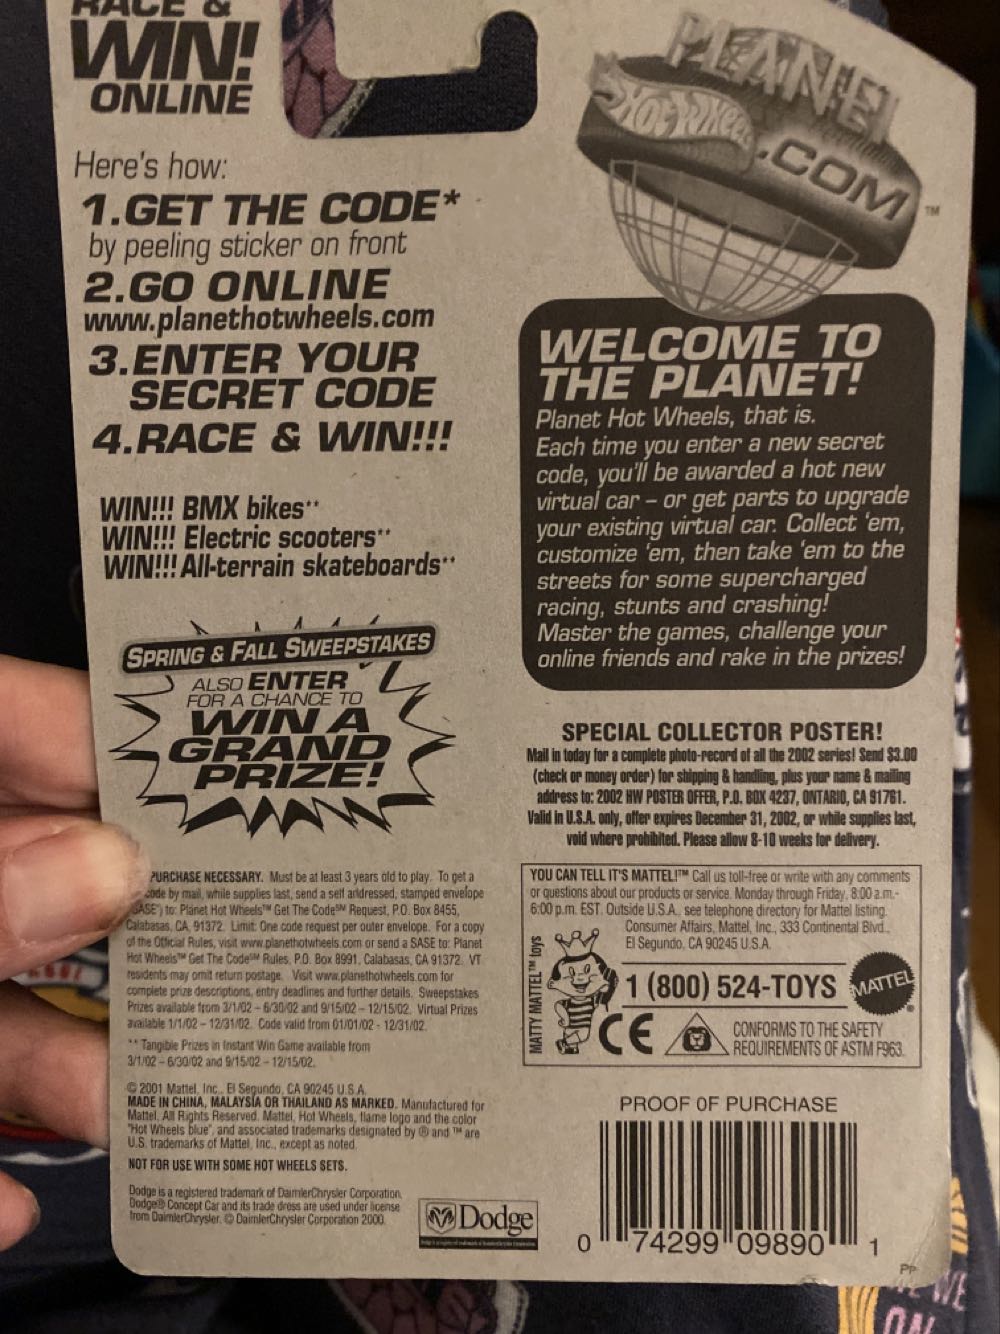 RACE &
WIN!
ONLINE
Here's how:
1.GET THE CODE*
by peeling sticker on front
2.GO ONLINE
www.planethotwheels.com
3.ENTER YOUR
SECRET CODE
4.RACE & WIN!!!
WIN!!! BMX bikes**
WIN!!! Electric scooters**
WIN!!! All-terrain skateboards**
SPRING & FALL SWEEPSTAKES
ALSO ENTER
FOR A CHANCE TO
WIN A
GRAND
PRIZE!
PURCHASE NECESSARY. Must be at least 3 years old to play. To get a
code by mail, while supplies last, send a self addressed, stamped envelope
SASE") to: Planet Hot Wheels™ Get The Code℠ Request, P.O. Box 8455,
Calabasas, CA, 91372. Limit: One code request per outer envelope. For a copy
of the Official Rules, visit www.planethotwheels.com or send a SASE to: Planet
Hot Wheels™ Get The Code℠ Rules, P.O. Box 8991, Calabasas, CA 91372. VT
residents may omit return postage. Visit www.planethotwheels.com for
complete prize descriptions, entry deadlines and further details. Sweepstakes
Prizes available from 3/1/02 – 6/30/02 and 9/15/02 – 12/15/02. Virtual Prizes
available 1/1/02 – 12/31/02. Code valid from 01/01/02 - 12/31/02.
** Tangible Prizes in Instant Win Game available from
3/1/02 – 6/30/02 and 9/15/02 – 12/15/02.
© 2001 Mattel, Inc., El Segundo, CA 90245 U.S.A.
MADE IN CHINA, MALAYSIA OR THAILAND AS MARKED. Manufactured for
Mattel. All Rights Reserved. Mattel, Hot Wheels, flame logo and the color
"Hot Wheels blue", and associated trademarks designated by ® and ™ are
U.S. trademarks of Mattel, Inc., except as noted.
NOT FOR USE WITH SOME HOT WHEELS SETS.
Dodge is a registered trademark of DaimlerChrysler Corporation.
Dodge® Concept Car and its trade dress are used under license
from DaimlerChrysler. © DaimlerChrysler Corporation 2000.
Dodge
PLANET
HOT WHEELS
.COM
™
WELCOME TO
THE PLANET!
Planet Hot Wheels, that is.
Each time you enter a new secret
code, you'll be awarded a hot new
virtual car – or get parts to upgrade
your existing virtual car. Collect 'em,
customize 'em, then take 'em to the
streets for some supercharged
racing, stunts and crashing!
Master the games, challenge your
online friends and rake in the prizes!
SPECIAL COLLECTOR POSTER!
Mail in today for a complete photo-record of all the 2002 series! Send $3.00
(check or money order) for shipping & handling, plus your name & mailing
address to: 2002 HW POSTER OFFER, P.O. BOX 4237, ONTARIO, CA 91761.
Valid in U.S.A. only, offer expires December 31, 2002, or while supplies last,
void where prohibited. Please allow 8-10 weeks for delivery.
YOU CAN TELL IT'S MATTEL!™ Call us toll-free or write with any comments
or questions about our products or service. Monday through Friday, 8:00 a.m.-
6:00 p.m. EST. Outside U.S.A. see telephone directory for Mattel listing.
Consumer Affairs, Mattel, Inc., 333 Continental Blvd.,
El Segundo, CA 90245 U.S.A.
MATTY MATTEL™ toys
1 (800) 524-TOYS
MATTEL®
CE
CONFORMS TO THE SAFETY
REQUIREMENTS OF ASTM F963.
PROOF OF PURCHASE
0 74299 09890 1
PP